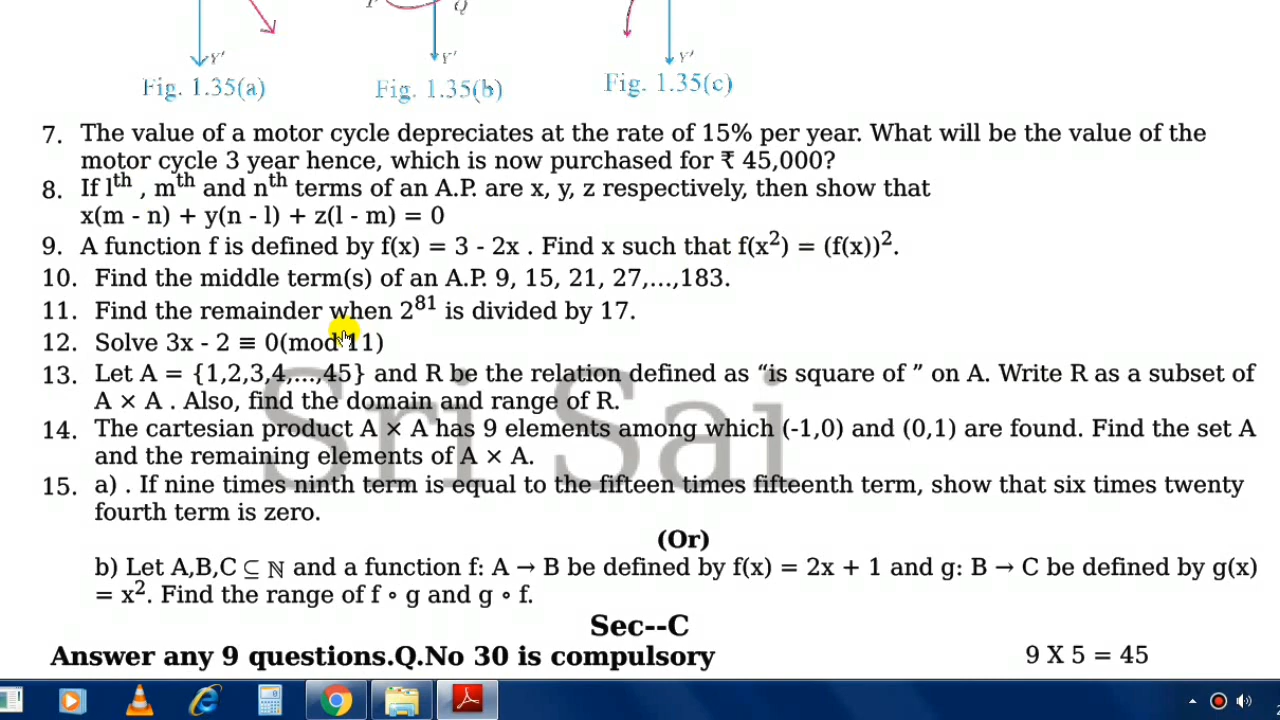 P Q
Y' Y' Y'
Fig. 1.35(a) Fig. 1.35(b) Fig. 1.35(c)
7. The value of a motor cycle depreciates at the rate of 15% per year. What will be the value of the
motor cycle 3 year hence, which is now purchased for ₹ 45,000?
8. If lth , mth and nth terms of an A.P. are x, y, z respectively, then show that
x(m - n) + y(n - l) + z(l - m) = 0
9. A function f is defined by f(x) = 3 - 2x . Find x such that f(x²) = (f(x))².
10. Find the middle term(s) of an A.P. 9, 15, 21, 27,...,183.
11. Find the remainder when 2⁸¹ is divided by 17.
12. Solve 3x - 2 ≡ 0(mod 11)
13. Let A = {1,2,3,4,...,45} and R be the relation defined as “is square of ” on A. Write R as a subset of
A × A . Also, find the domain and range of R.
14. The cartesian product A × A has 9 elements among which (-1,0) and (0,1) are found. Find the set A
and the remaining elements of A × A.
15. a) . If nine times ninth term is equal to the fifteen times fifteenth term, show that six times twenty
fourth term is zero.
(Or)
b) Let A,B,C ⊆ ℕ and a function f: A → B be defined by f(x) = 2x + 1 and g: B → C be defined by g(x)
= x². Find the range of f ∘ g and g ∘ f.
Sec--C
Answer any 9 questions.Q.No 30 is compulsory 9 X 5 = 45
Sri Sai